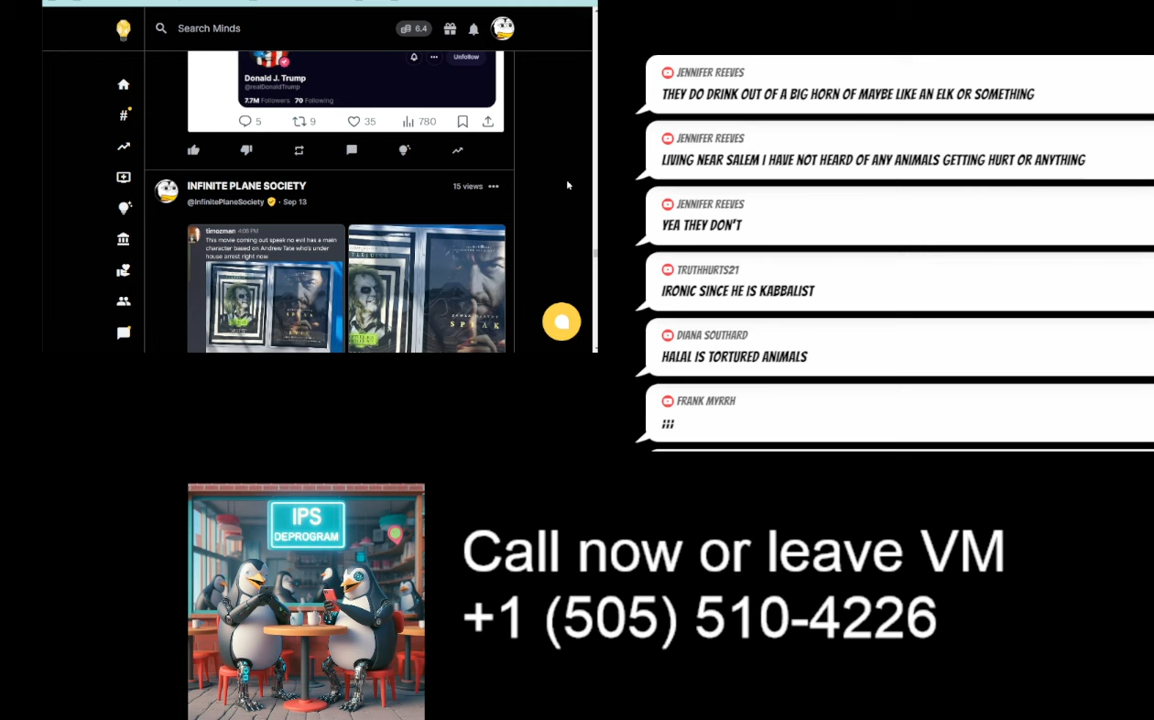 Search Minds
6.4
Unfollow
Donald J. Trump
@realDonaldTrump
7.7M Followers 70 Following
5 9 35 780
INFINITE PLANE SOCIETY
15 views
@InfinitePlaneSociety · Sep 13
timozman 4:08 PM
This movie coming out speak no evil has a main
character based on Andrew Tate who's under
house arrest right now
SPEAK
JENNIFER REEVES
THEY DO DRINK OUT OF A BIG HORN OF MAYBE LIKE AN ELK OR SOMETHING
JENNIFER REEVES
LIVING NEAR SALEM I HAVE NOT HEARD OF ANY ANIMALS GETTING HURT OR ANYTHING
JENNIFER REEVES
YEA THEY DON'T
TRUTHHURTS21
IRONIC SINCE HE IS KABBALIST
DIANA SOUTHARD
HALAL IS TORTURED ANIMALS
FRANK MYRRH
;;;
IPS
DEPROGRAM
Call now or leave VM
+1 (505) 510-4226